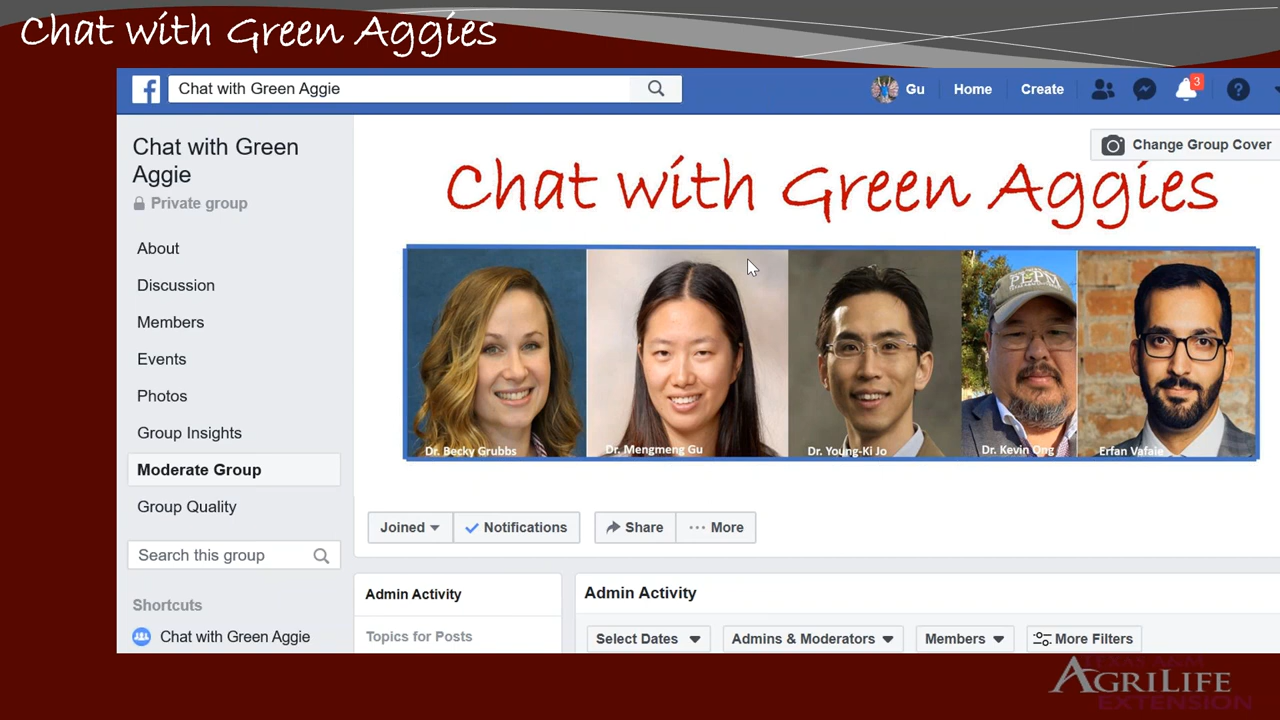 Chat with Green Aggies
Chat with Green Aggie
Gu
Home
Create
3
Chat with Green
Aggie
Private group
About
Discussion
Members
Events
Photos
Group Insights
Moderate Group
Group Quality
Search this group
Shortcuts
Chat with Green Aggie
Change Group Cover
Chat with Green Aggies
PLPM
Dr. Becky Grubbs
Dr. Mengmeng Gu
Dr. Young-Ki Jo
Dr. Kevin Ong
Erfan Vafaie
Joined
Notifications
Share
More
Admin Activity
Topics for Posts
Admin Activity
Select Dates
Admins & Moderators
Members
More Filters
TEXAS A&M
AGRILIFE
EXTENSION